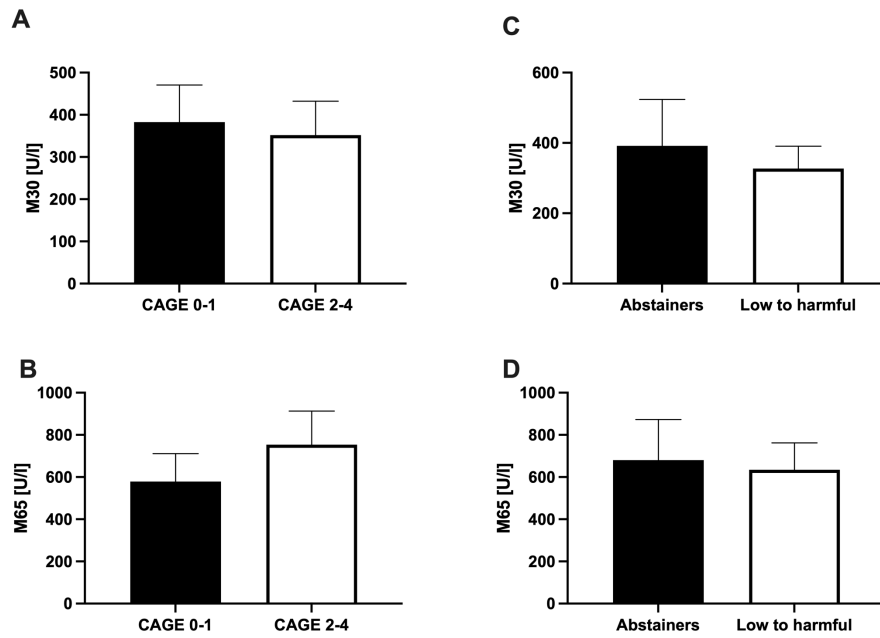 A
M30 [U/l]
500
400
300
200
100
0
CAGE 0-1 CAGE 2-4
C
M30 [U/l]
600
400
200
0
Abstainers Low to harmful
B
M65 [U/l]
1000
800
600
400
200
0
CAGE 0-1 CAGE 2-4
D
M65 [U/l]
1000
800
600
400
200
0
Abstainers Low to harmful